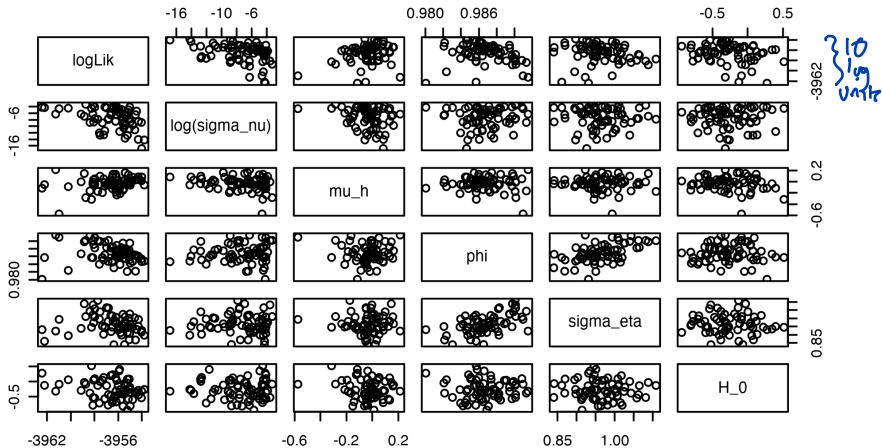 -16 -10 -6 0.980 0.986 -0.5 0.5
logLik
-3962
}10
log
units
-6
-16
log(sigma_nu)
mu_h
0.2
-0.6
0.980
phi
sigma_eta
0.85
-0.5
H_0
-3962 -3956 -0.6 -0.2 0.2 0.85 1.00